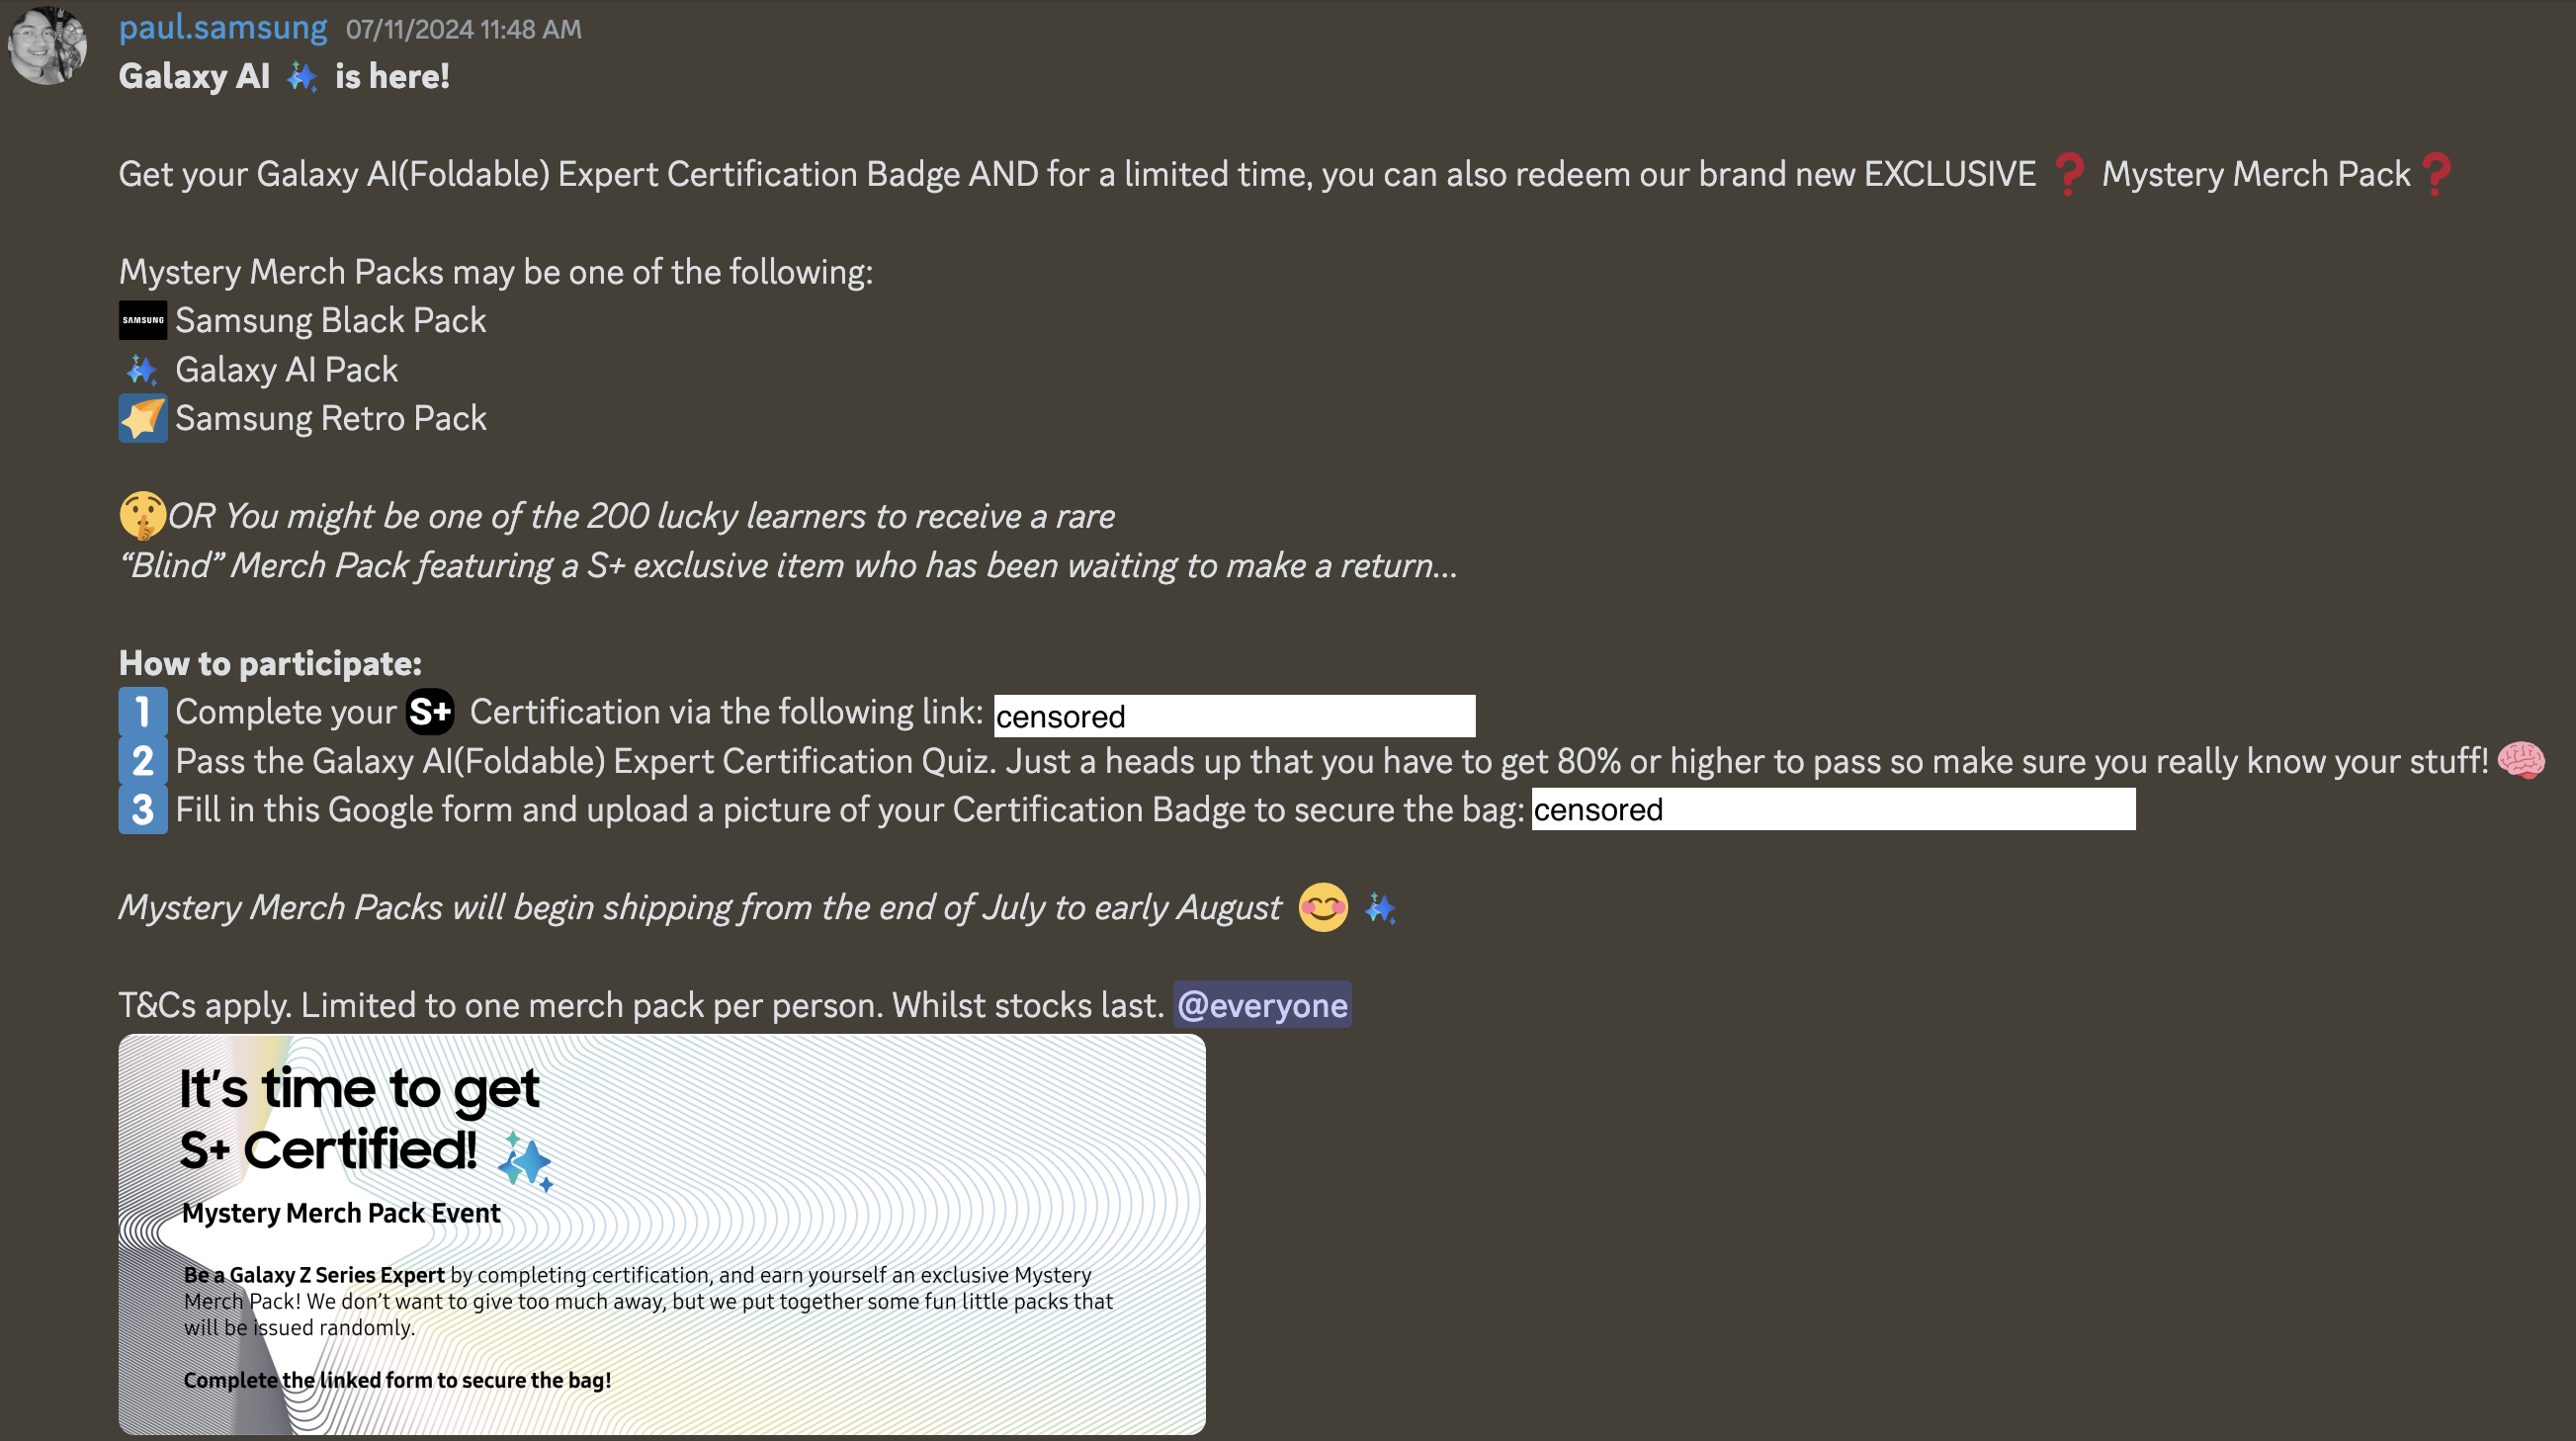 paul.samsung 07/11/2024 11:48 AM
Galaxy AI ✨ is here!
Get your Galaxy AI(Foldable) Expert Certification Badge AND for a limited time, you can also redeem our brand new EXCLUSIVE ❓ Mystery Merch Pack❓
Mystery Merch Packs may be one of the following:
SAMSUNG Samsung Black Pack
✨ Galaxy AI Pack
Samsung Retro Pack
🤫OR You might be one of the 200 lucky learners to receive a rare
“Blind” Merch Pack featuring a S+ exclusive item who has been waiting to make a return...
How to participate:
1 Complete your S+ Certification via the following link: censored
2 Pass the Galaxy AI(Foldable) Expert Certification Quiz. Just a heads up that you have to get 80% or higher to pass so make sure you really know your stuff! 🧠
3 Fill in this Google form and upload a picture of your Certification Badge to secure the bag: censored
Mystery Merch Packs will begin shipping from the end of July to early August 😊 ✨
T&Cs apply. Limited to one merch pack per person. Whilst stocks last. @everyone
It's time to get
S+ Certified!
Mystery Merch Pack Event
Be a Galaxy Z Series Expert by completing certification, and earn yourself an exclusive Mystery
Merch Pack! We don't want to give too much away, but we put together some fun little packs that
will be issued randomly.
Complete the linked form to secure the bag!